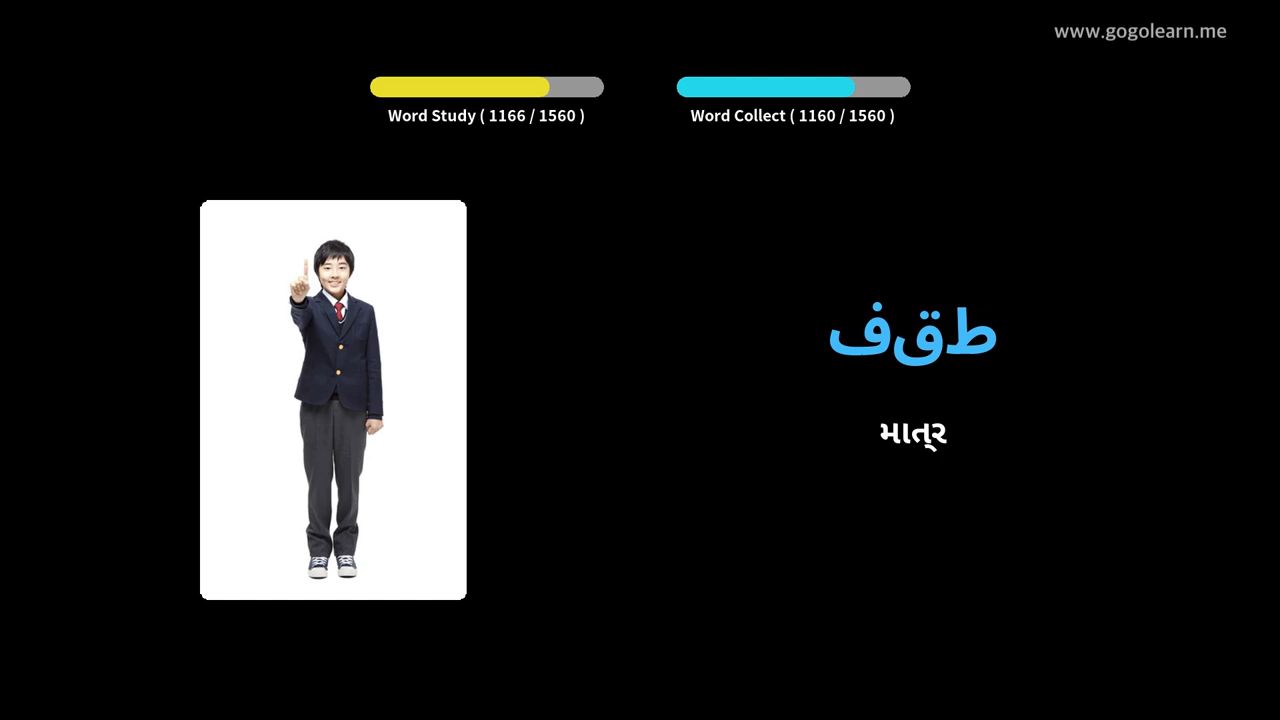 www.gogolearn.me
Word Study ( 1166 / 1560 )
Word Collect ( 1160 / 1560 )
فقط
માત્ર